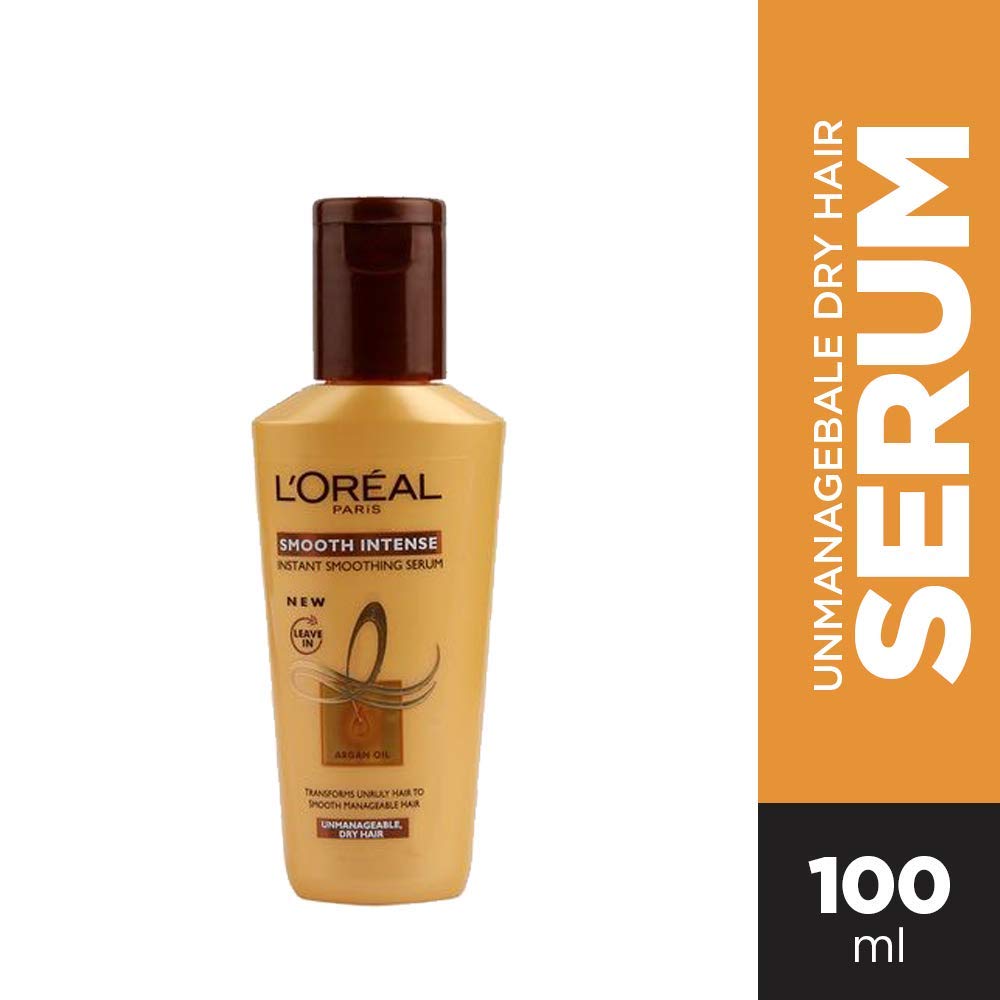 L'ORÉAL
PARIS
SMOOTH INTENSE
INSTANT SMOOTHING SERUM
NEW
LEAVE
IN
ARGAN OIL
TRANSFORMS UNRULY HAIR TO
SMOOTH MANAGEABLE HAIR
UNMANAGEABLE,
DRY HAIR
UNMANAGEBALE DRY HAIR
SERUM
100
ml